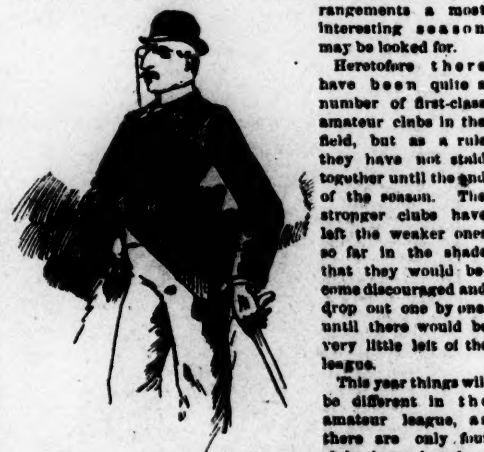 rangements a most
interesting season
may be looked for.
Heretofore there
have been quite a
number of first-class
amateur clubs in the
field, but as a rule
they have not staid
together until the end
of the season. The
stronger clubs have
left the weaker ones
so far in the shade
that they would be-
come discouraged and
drop out one by one
until there would be
very little left of the
league.
This year things will
be different in the
amateur league, as
there are only four